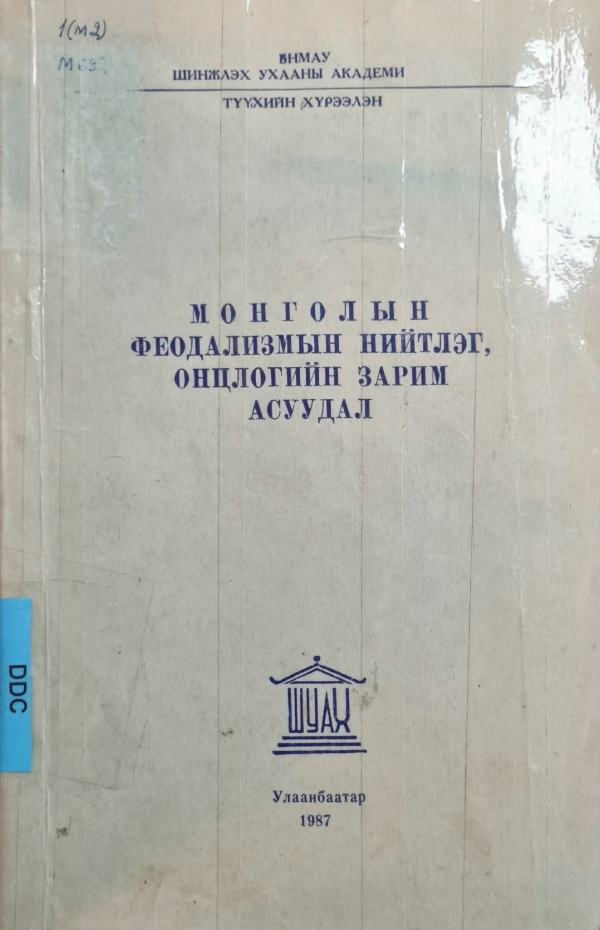 1(м2)
БНМАУ
ШИНЖЛЭХ УХААНЫ АКАДЕМИ
ТҮҮХИЙН ХҮРЭЭЛЭН
МОНГОЛЫН
ФЕОДАЛИЗМЫН НИЙТЛЭГ,
ОНЦЛОГИЙН ЗАРИМ
АСУУДАЛ
DDC
ШУАХ
Улаанбаатар
1987